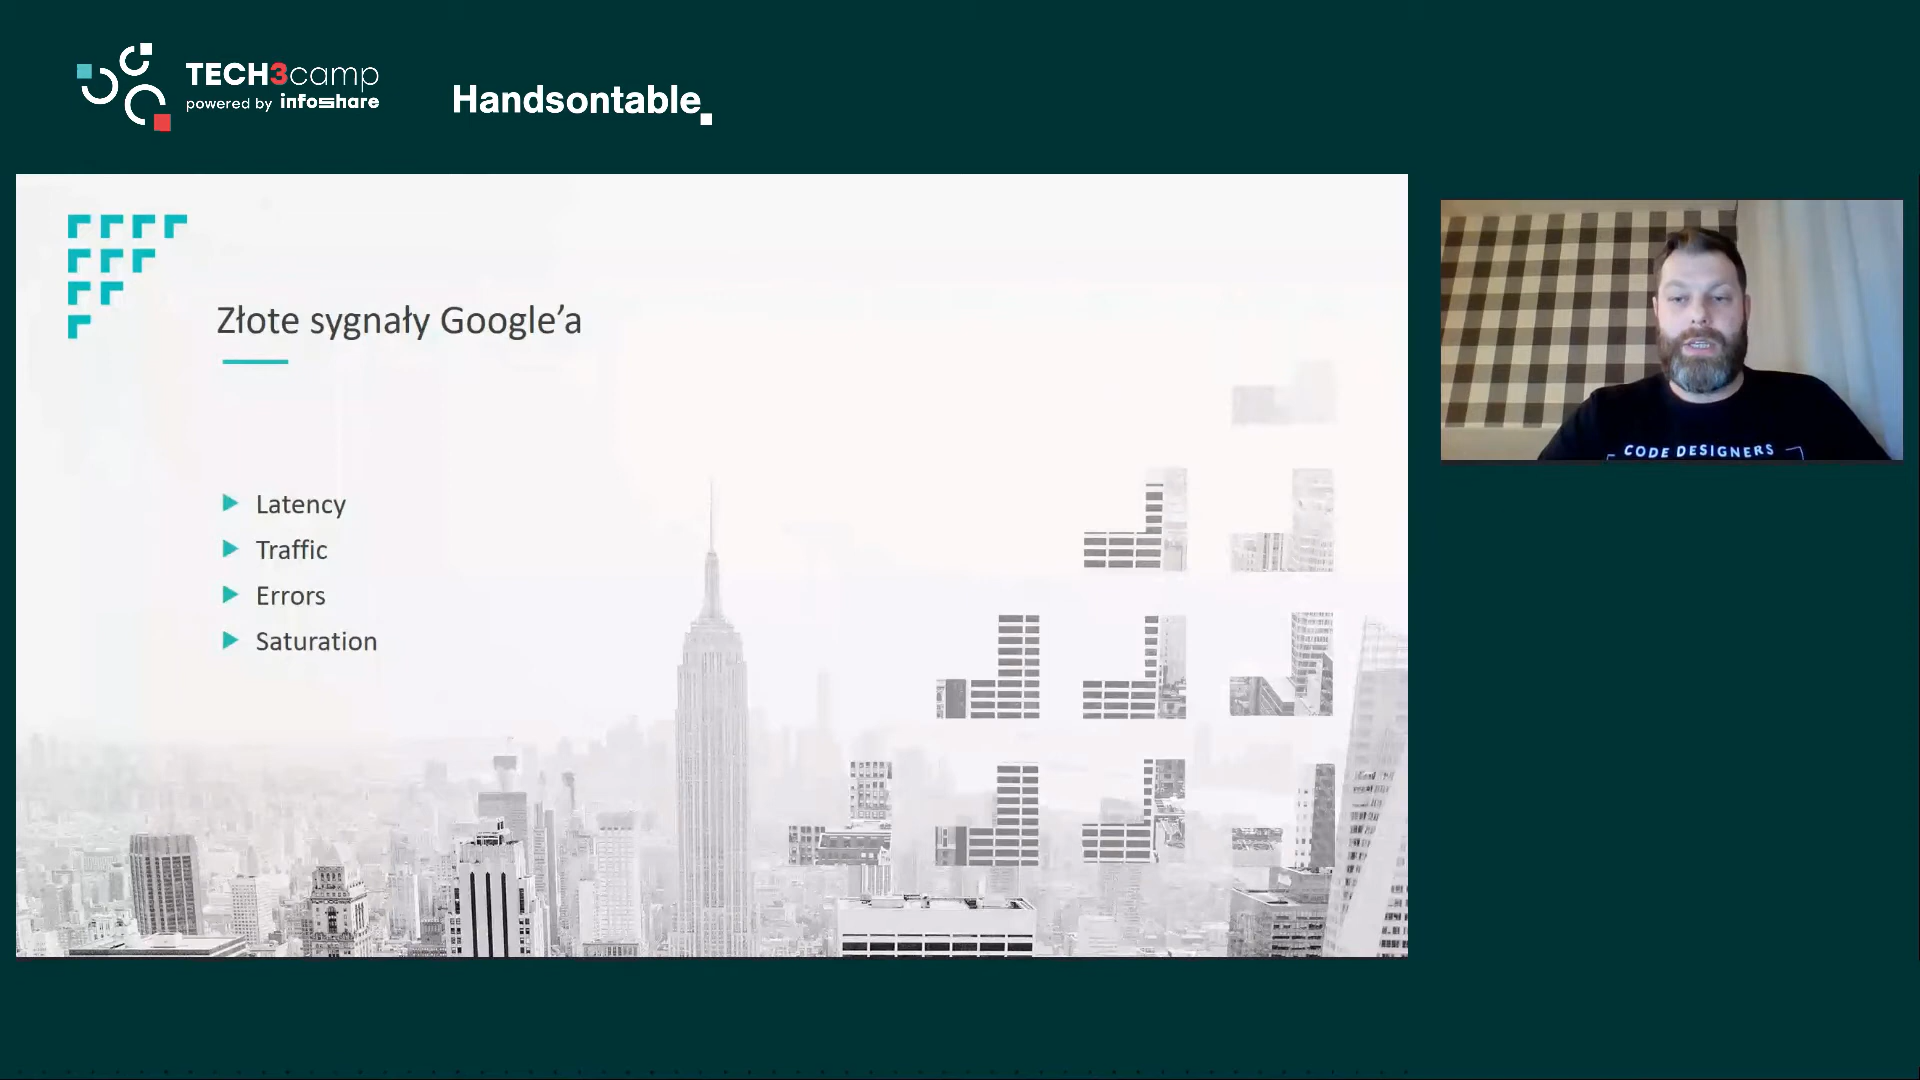 TECH3camp
powered by infoshare
Handsontable
Złote sygnały Google’a
Latency
Traffic
Errors
Saturation
CODE DESIGNERS